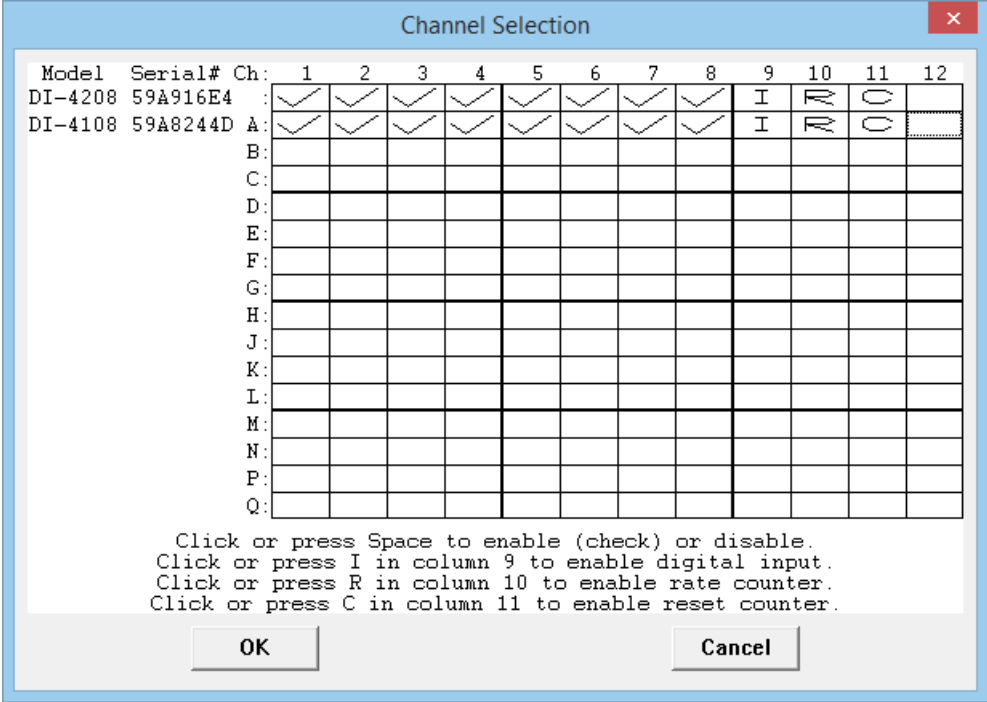 Channel Selection
Model Serial# Ch: 1 2 3 4 5 6 7 8 9 10 11 12
DI-4208 59A916E4 : I R C
DI-4108 59A8244D A: I R C
B:
C:
D:
E:
F:
G:
H:
J:
K:
L:
M:
N:
P:
Q:
Click or press Space to enable (check) or disable.
Click or press I in column 9 to enable digital input.
Click or press R in column 10 to enable rate counter.
Click or press C in column 11 to enable reset counter.
OK Cancel